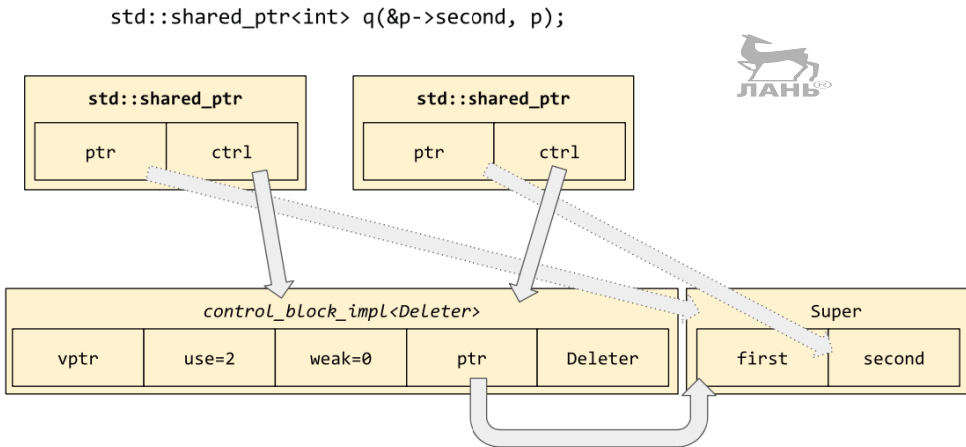 std::shared_ptr<int> q(&p->second, p);
ЛАНЬ®
std::shared_ptr std::shared_ptr
ptr ctrl ptr ctrl
control_block_impl<Deleter> Super
vptr use=2 weak=0 ptr Deleter first second